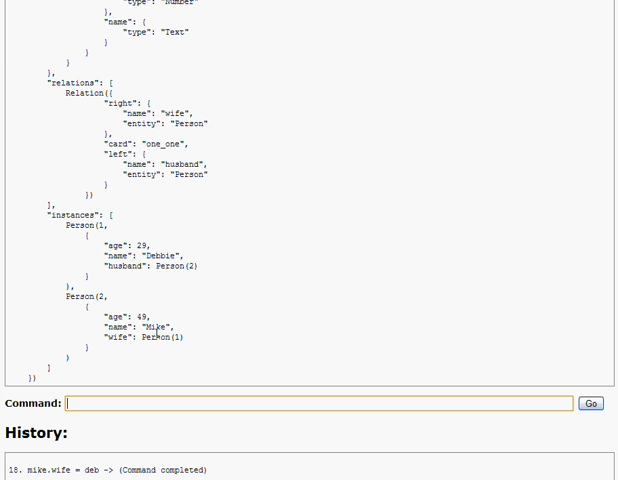 "type": "Number"
},
"name": {
"type": "Text"
}
}
}
},
"relations": [
Relation({
"right": {
"name": "wife",
"entity": "Person"
},
"card": "one_one",
"left": {
"name": "husband",
"entity": "Person"
}
})
],
"instances": [
Person(1,
{
"age": 29,
"name": "Debbie",
"husband": Person(2)
}
),
Person(2,
{
"age": 49,
"name": "Mike",
"wife": Person(1)
}
)
]
})
Command: Go
History:
18. mike.wife = deb -> (Command completed)